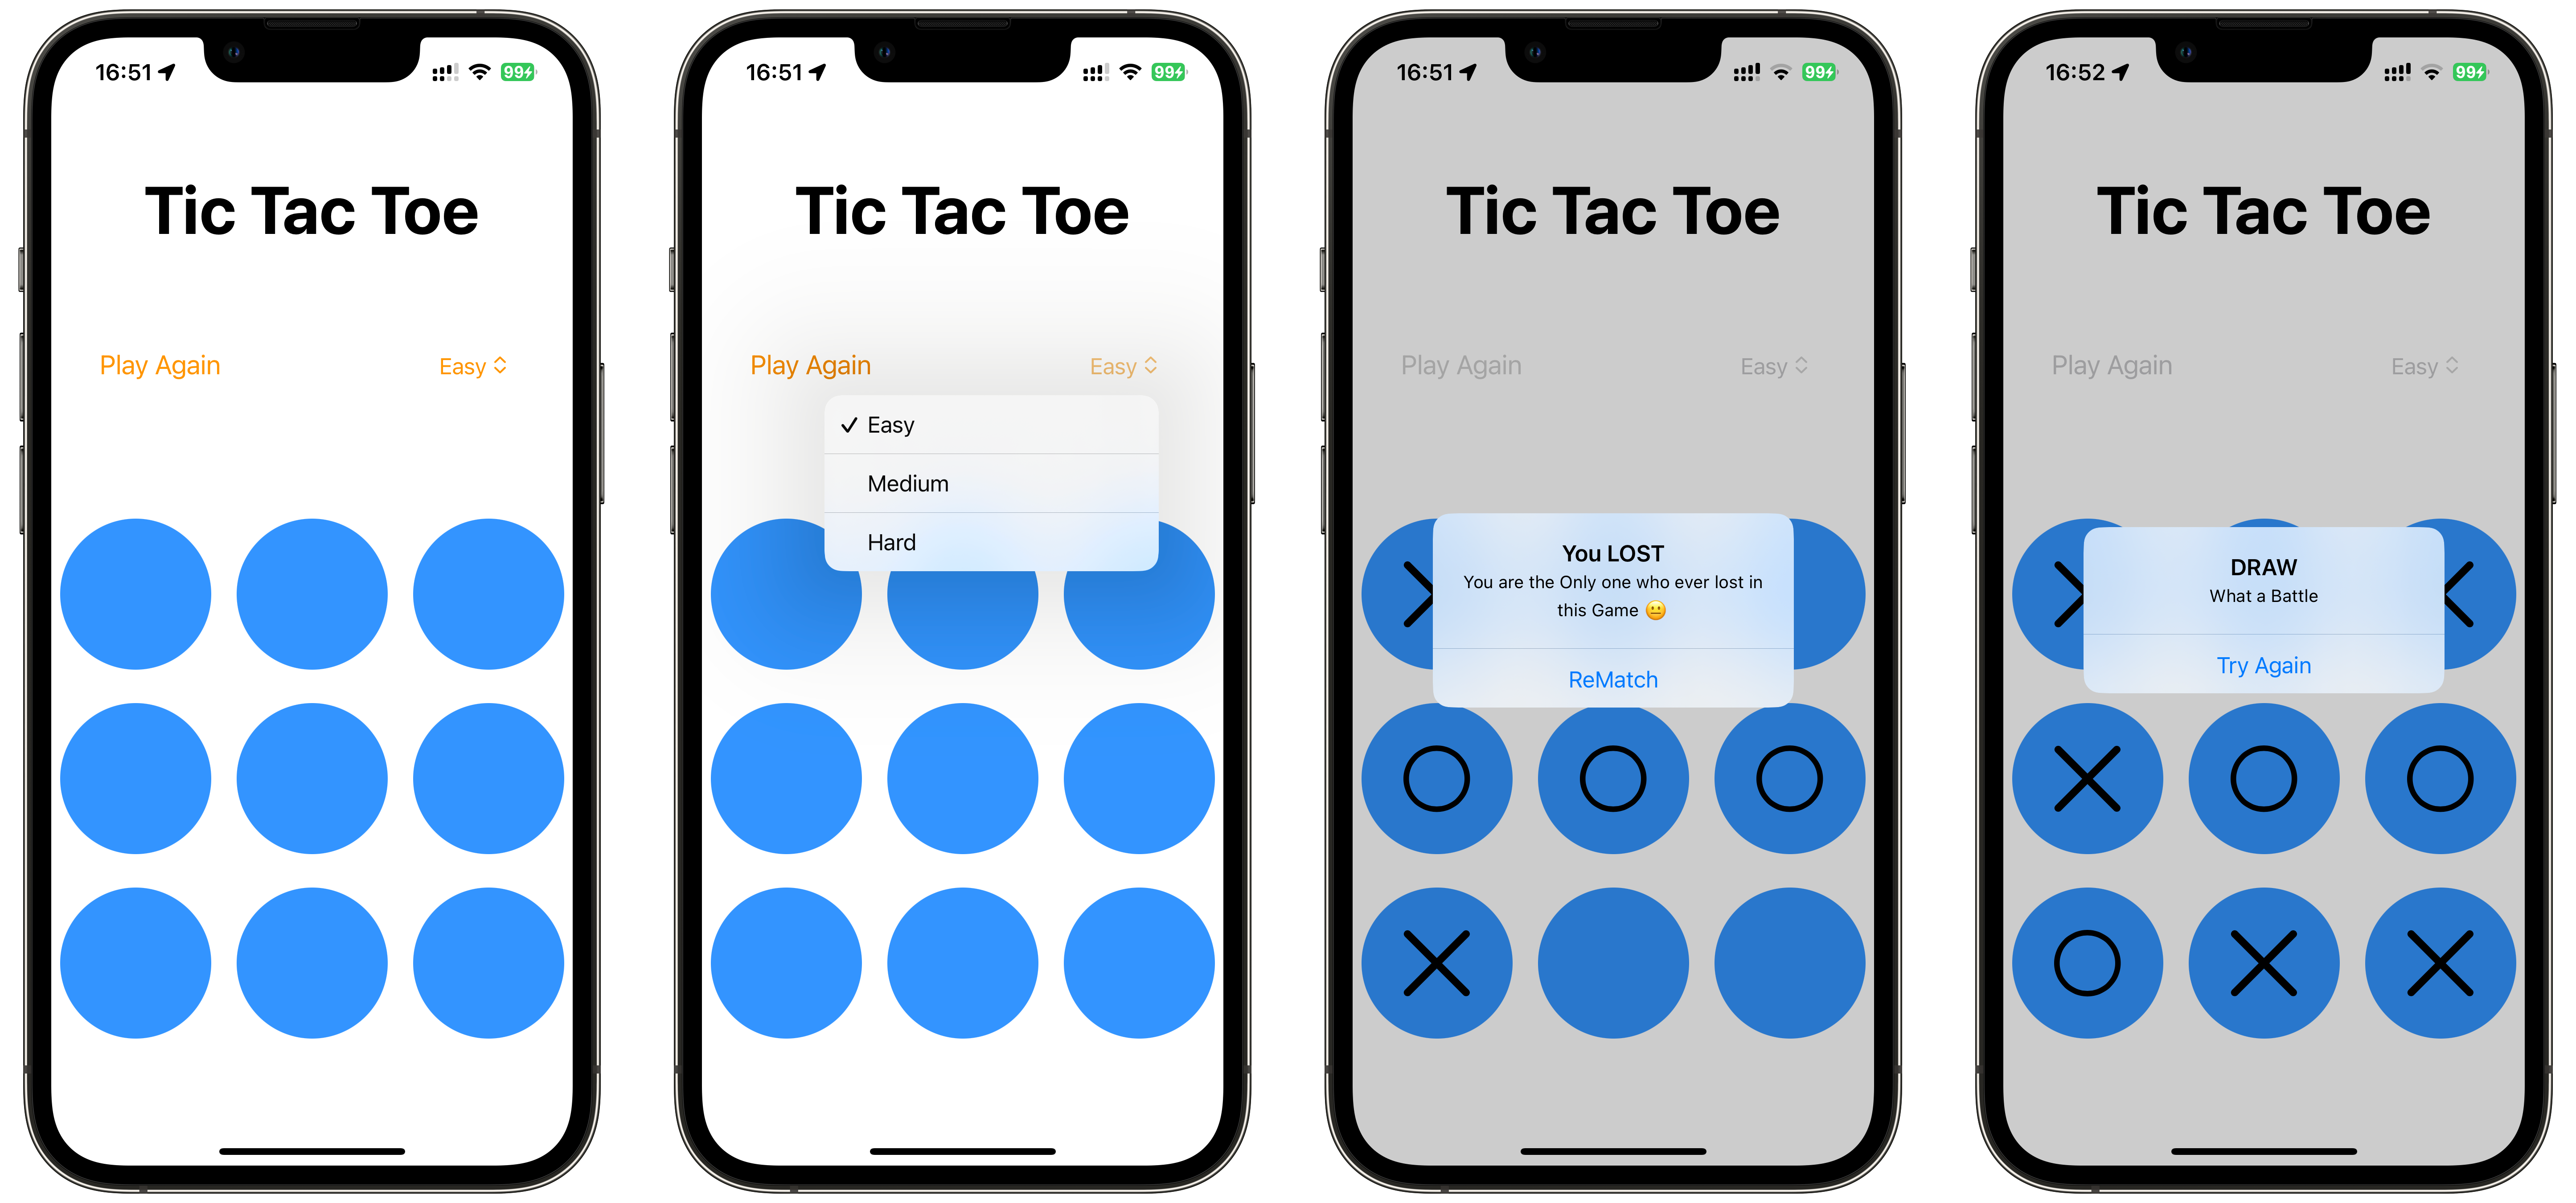 16:51
99
Tic Tac Toe
Play Again
Easy
16:51
99
Tic Tac Toe
Play Again
Easy
Easy
Medium
Hard
16:51
99
Tic Tac Toe
Play Again
Easy
You LOST
You are the Only one who ever lost in
this Game 😐
ReMatch
16:52
99
Tic Tac Toe
Play Again
Easy
DRAW
What a Battle
Try Again